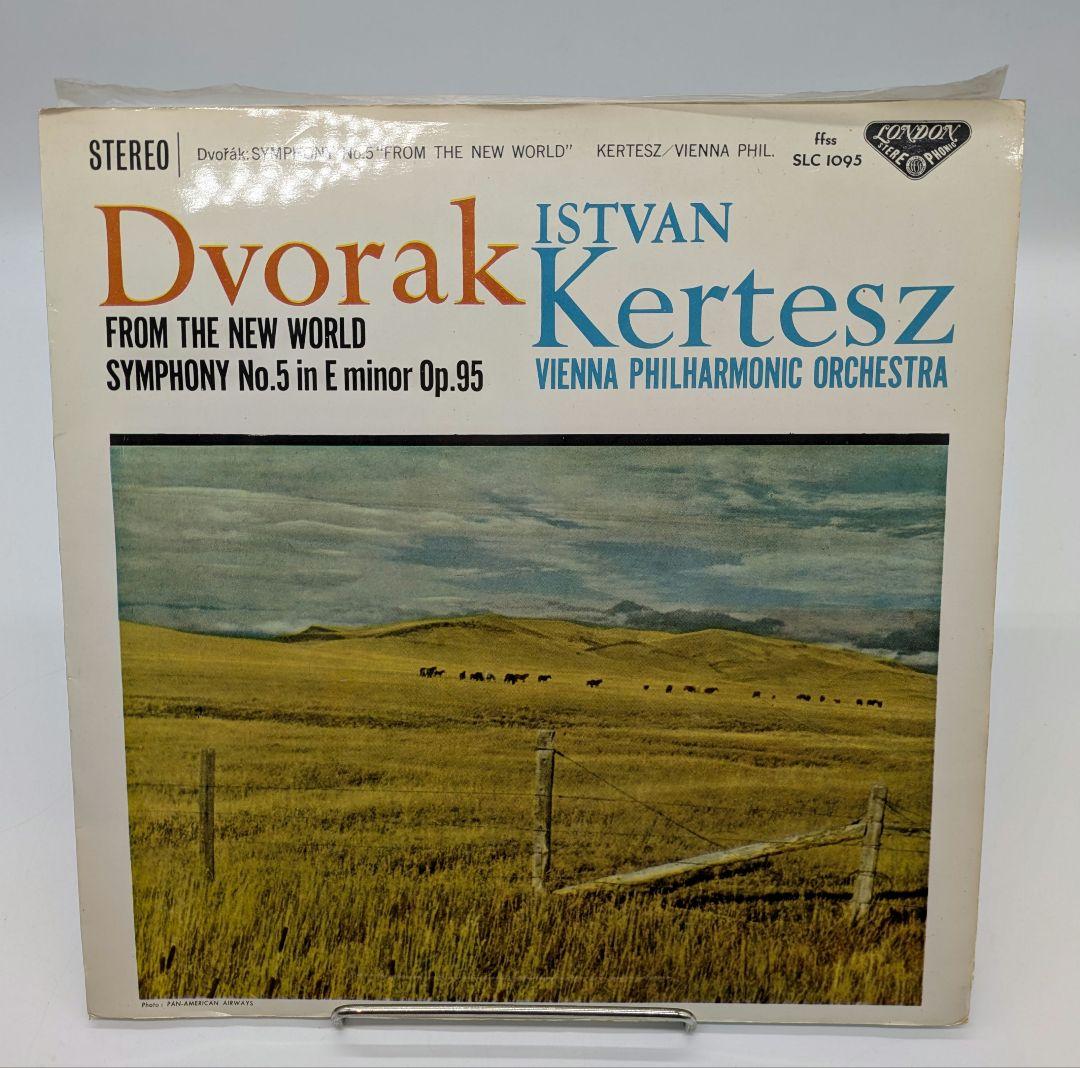 STEREO Dvořák: SYMPHONY No.5 "FROM THE NEW WORLD" KERTESZ/VIENNA PHIL. ffss
SLC 1095
LONDON
STEREO PHONIC
Dvorak
FROM THE NEW WORLD
SYMPHONY No.5 in E minor Op.95
ISTVAN
Kertesz
VIENNA PHILHARMONIC ORCHESTRA
Photo : PAN-AMERICAN AIRWAYS